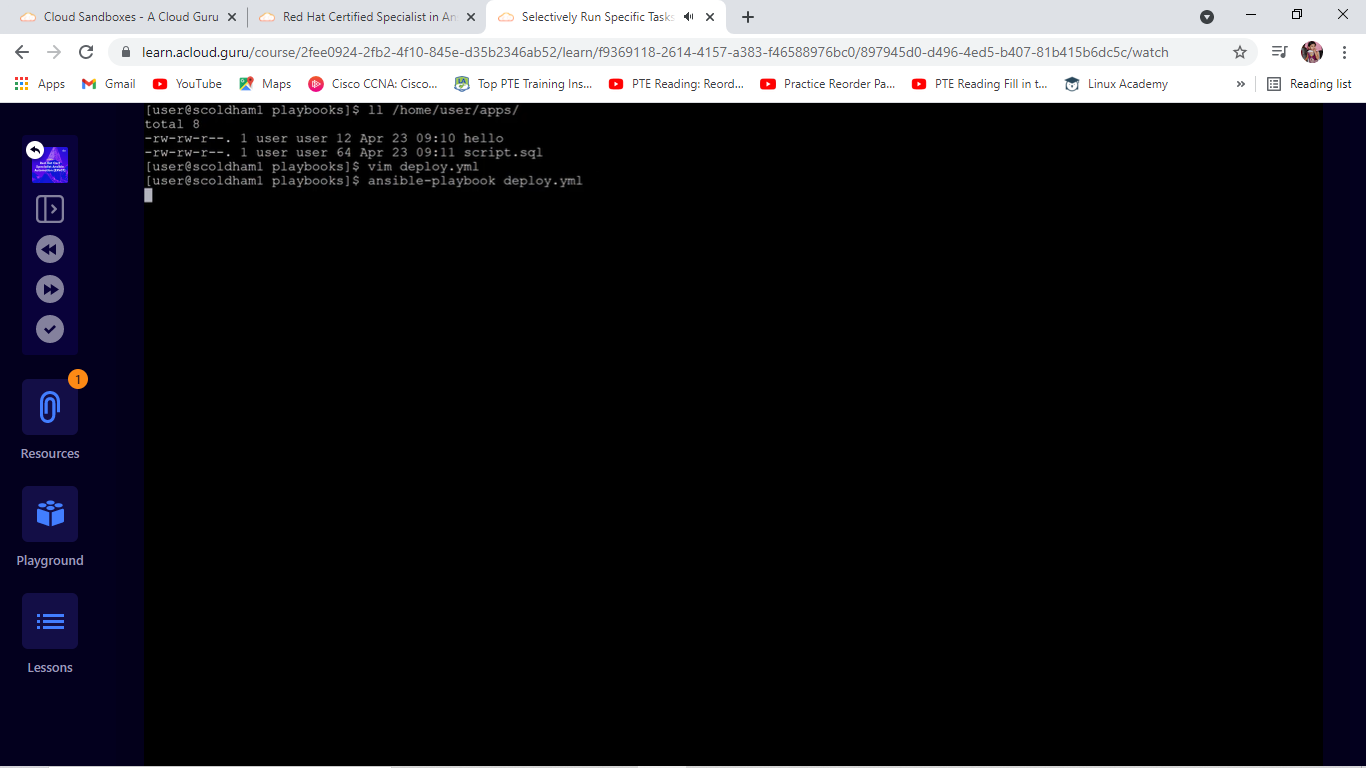 Cloud Sandboxes - A Cloud Guru
Red Hat Certified Specialist in An
Selectively Run Specific Tasks
learn.acloud.guru/course/2fee0924-2fb2-4f10-845e-d35b2346ab52/learn/f9369118-2614-4157-a383-f46588976bc0/897945d0-d496-4ed5-b407-81b415b6dc5c/watch
Apps
Gmail
YouTube
Maps
Cisco CCNA: Cisco...
Top PTE Training Ins...
PTE Reading: Reord...
Practice Reorder Pa...
PTE Reading Fill in t...
Linux Academy
»
Reading list
[user@scoldham1 playbooks]$ ll /home/user/apps/
total 8
-rw-rw-r--. 1 user user 12 Apr 23 09:10 hello
-rw-rw-r--. 1 user user 64 Apr 23 09:11 script.sql
[user@scoldham1 playbooks]$ vim deploy.yml
[user@scoldham1 playbooks]$ ansible-playbook deploy.yml
1
Resources
Playground
Lessons